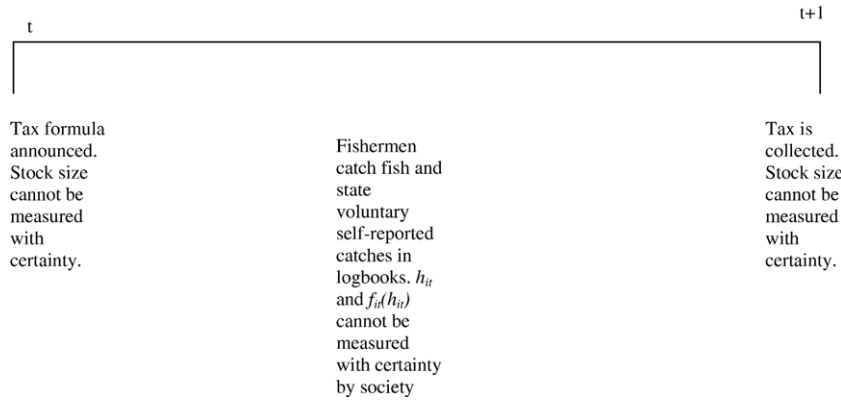 t
t+1
Tax formula
announced.
Stock size
cannot be
measured
with
certainty.
Fishermen
catch fish and
state
voluntary
self-reported
catches in
logbooks. h_it
and f_it(h_it)
cannot be
measured
with certainty
by society
Tax is
collected.
Stock size
cannot be
measured
with
certainty.